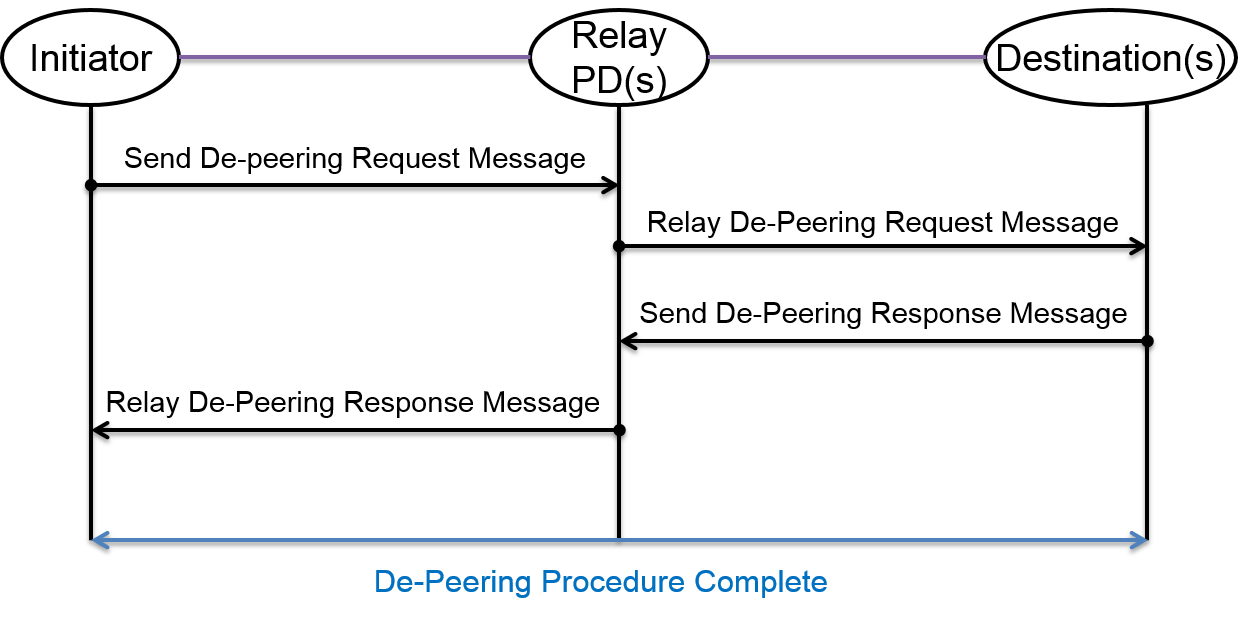 Initiator
Relay
PD(s)
Destination(s)
Send De-peering Request Message
Relay De-Peering Request Message
Send De-Peering Response Message
Relay De-Peering Response Message
De-Peering Procedure Complete